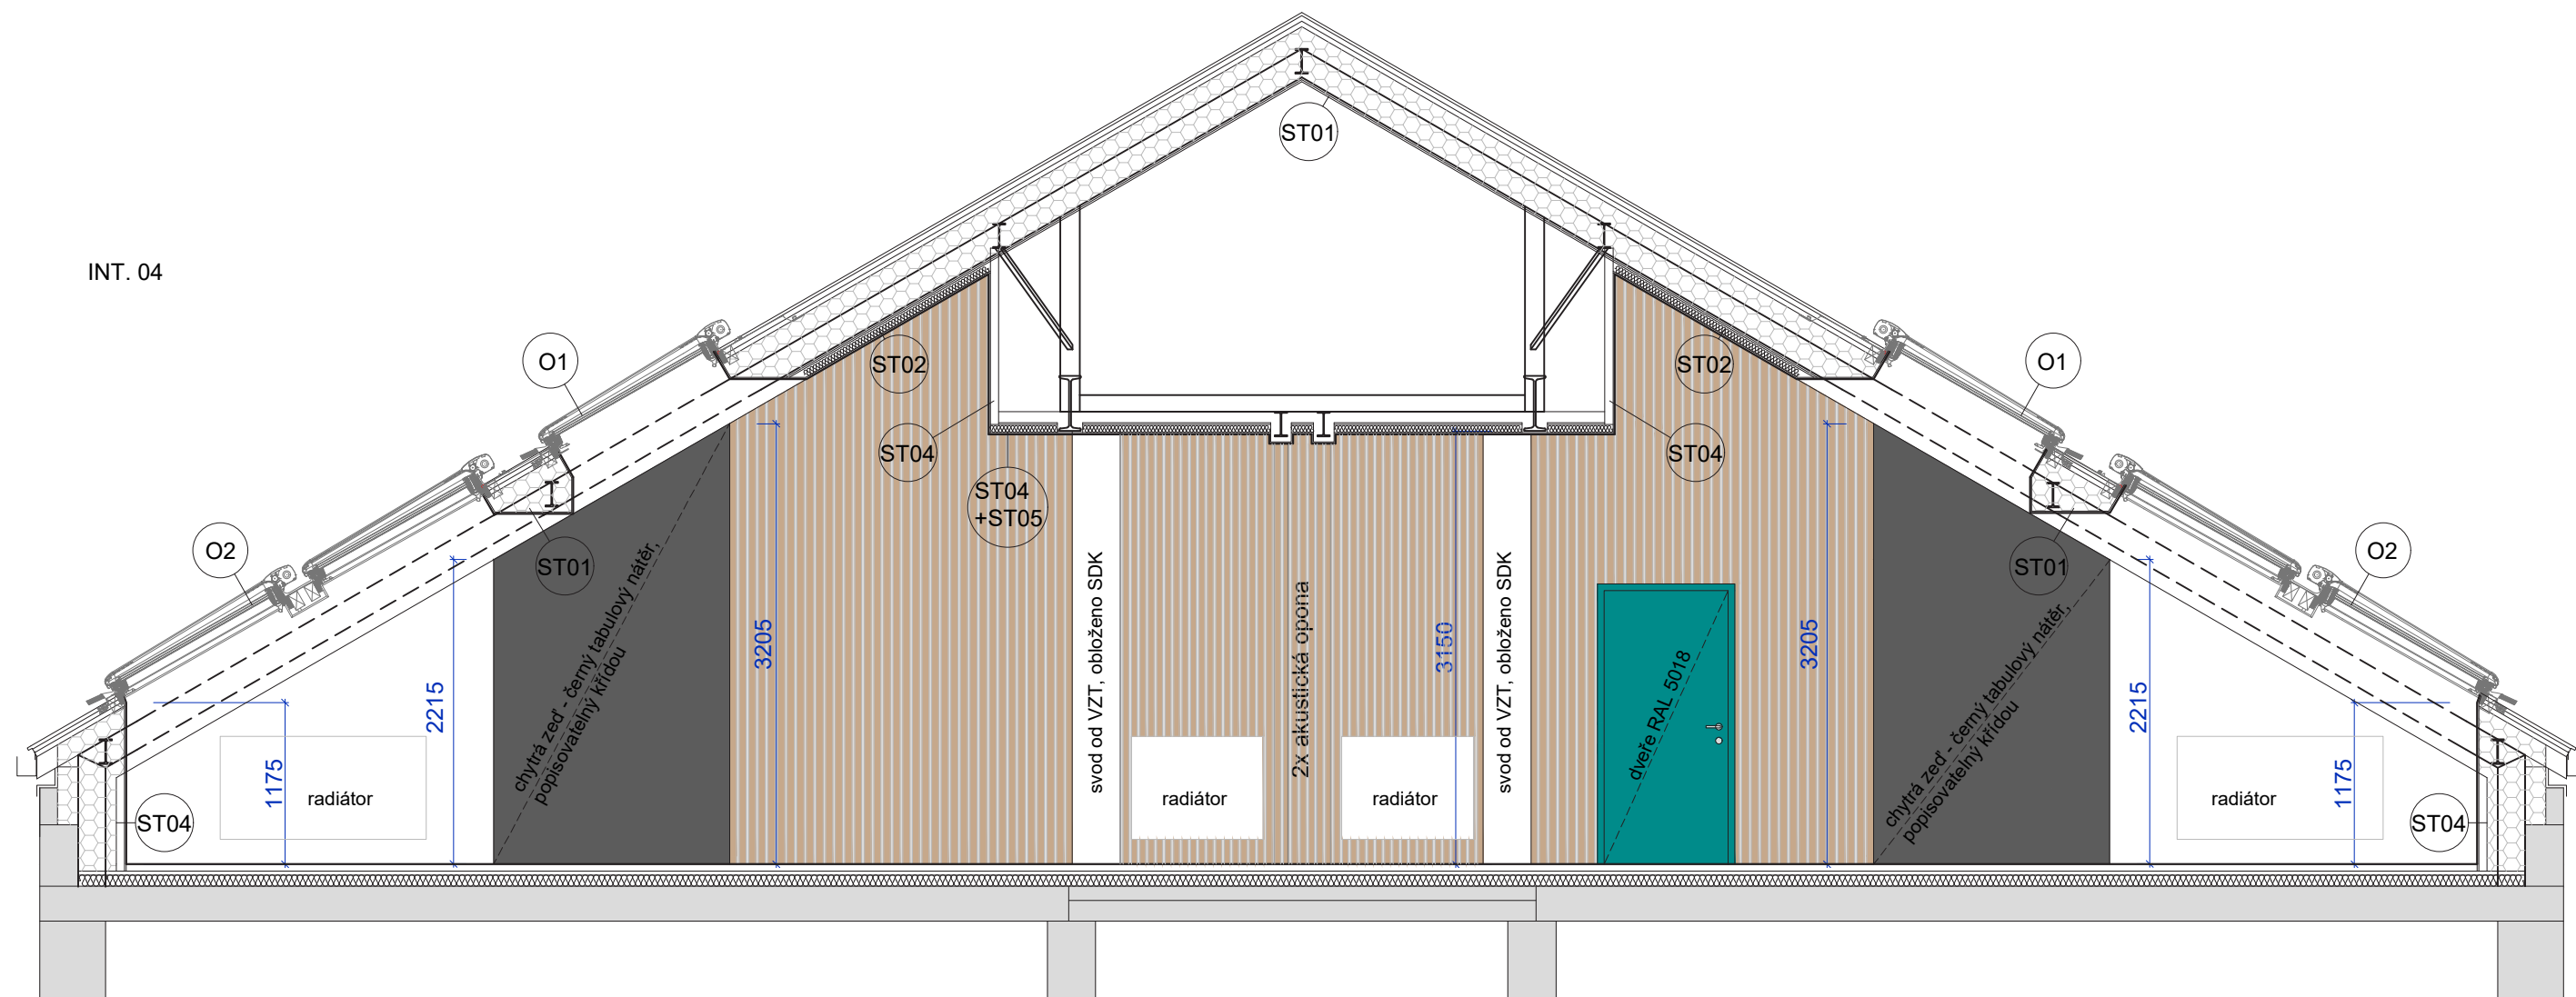 ST01
INT. 04
O1
ST02
ST02
O1
ST04
ST04
ST04
+ST05
O2
ST01
ST01
O2
1175
radiátor
ST04
2215
chytrá zeď - černý tabulový nátěr,
popisovatelný křídou
3205
svod od VZT, obloženo SDK
radiátor
2x akustická opona
radiátor
3150
svod od VZT, obloženo SDK
dveře RAL 5018
3205
chytrá zeď - černý tabulový nátěr,
popisovatelný křídou
2215
radiátor
1175
ST04